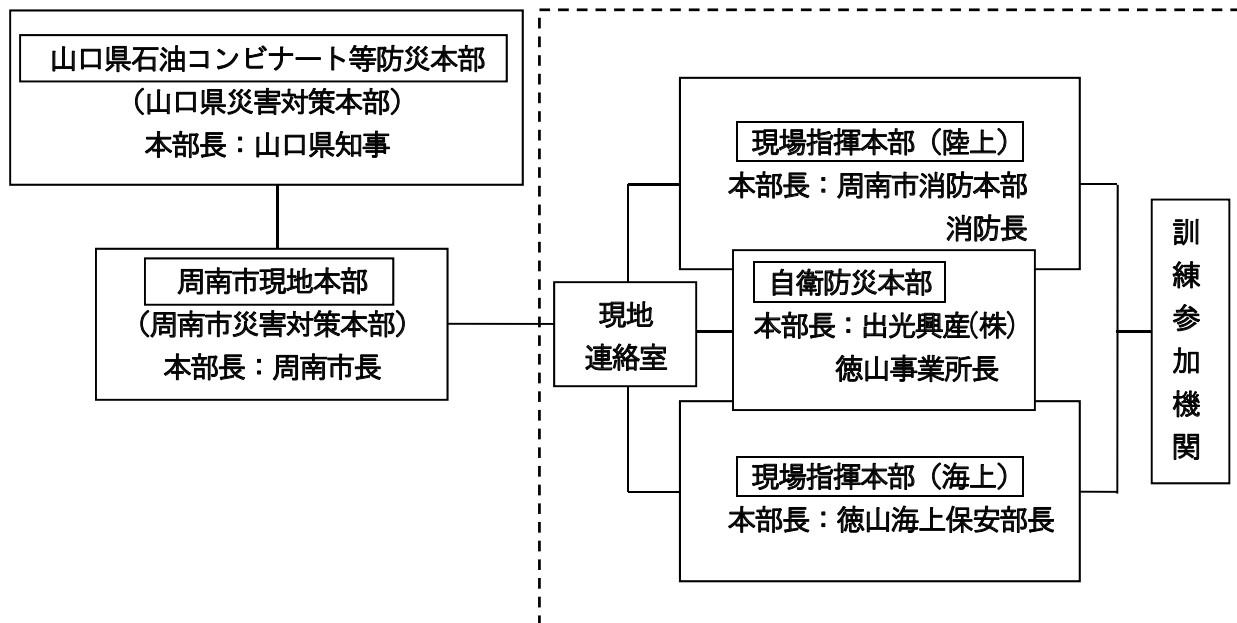 山口県石油コンビナート等防災本部
（山口県災害対策本部）
本部長：山口県知事
周南市現地本部
（周南市災害対策本部）
本部長：周南市長
現地
連絡室
現場指揮本部（陸上）
本部長：周南市消防本部
消防長
自衛防災本部
本部長：出光興産(株)
徳山事業所長
現場指揮本部（海上）
本部長：徳山海上保安部長
訓練参加機関